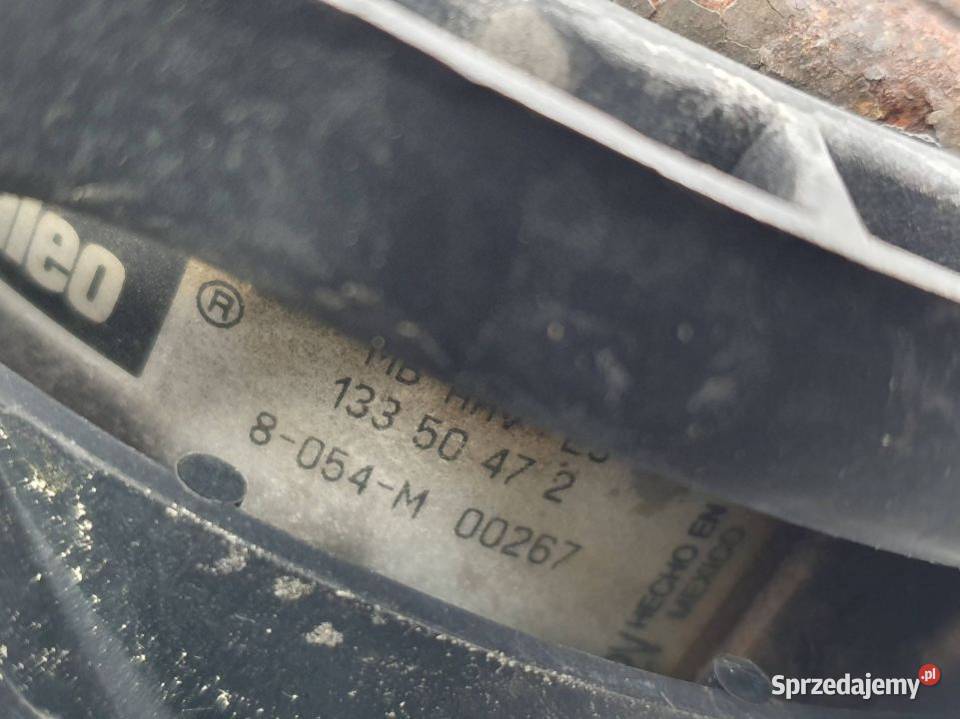 leo ®
133 50 47 2
8-054-M 00267
HECHO EN
MEXICO
Sprzedajemy.pl